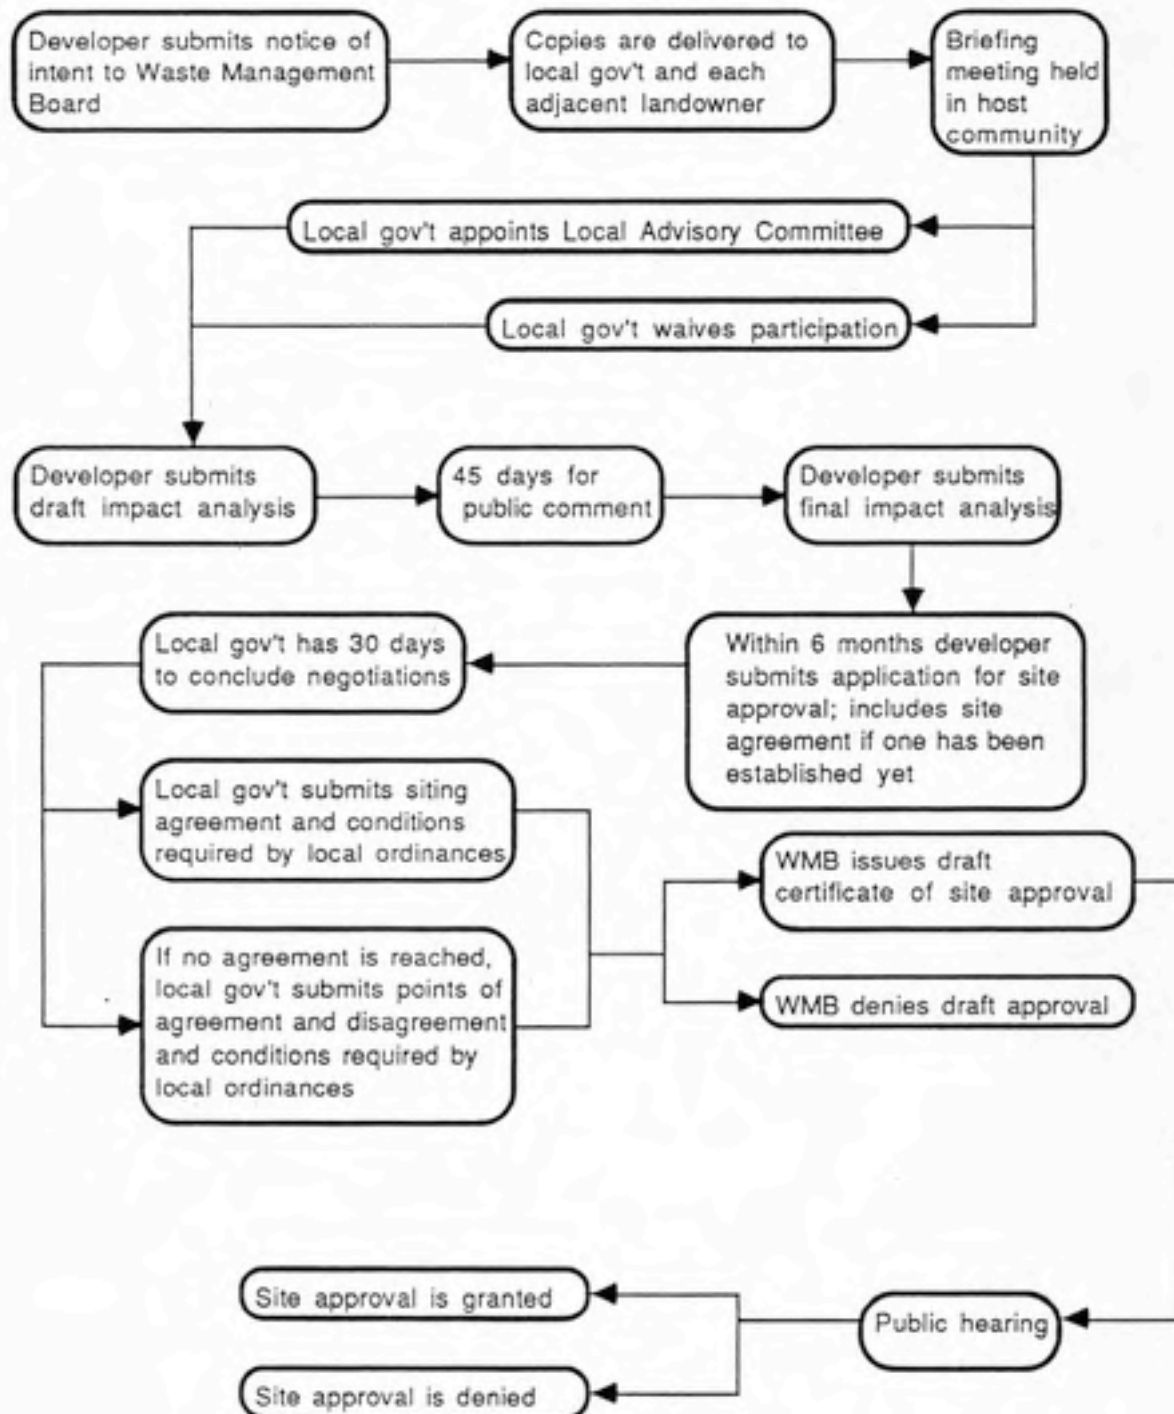 Developer submits notice of
intent to Waste Management
Board
Copies are delivered to
local gov't and each
adjacent landowner
Briefing
meeting held
in host
community
Local gov't appoints Local Advisory Committee
Local gov't waives participation
Developer submits
draft impact analysis
45 days for
public comment
Developer submits
final impact analysis
Within 6 months developer
submits application for site
approval; includes site
agreement if one has been
established yet
Local gov't has 30 days
to conclude negotiations
Local gov't submits siting
agreement and conditions
required by local ordinances
If no agreement is reached,
local gov't submits points of
agreement and disagreement
and conditions required by
local ordinances
WMB issues draft
certificate of site approval
WMB denies draft approval
Public hearing
Site approval is granted
Site approval is denied